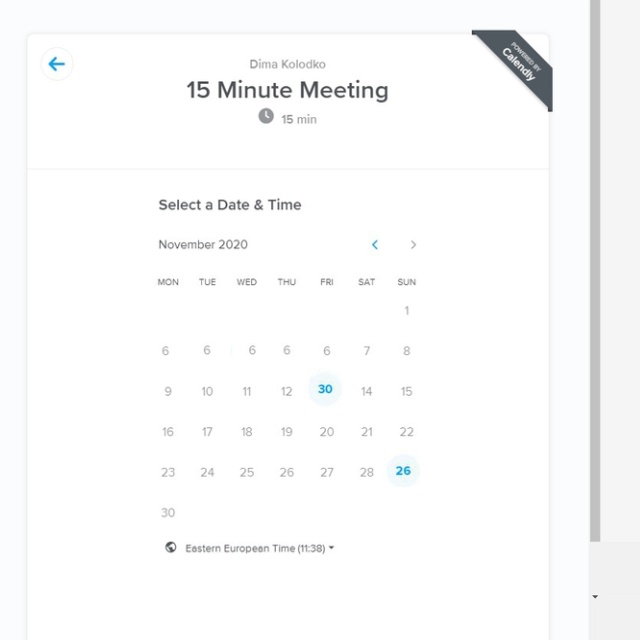 Dima Kolodko
15 Minute Meeting
15 min
POWERED BY
Calendly
Select a Date & Time
November 2020
MON TUE WED THU FRI SAT SUN
1
6 6 6 6 6 7 8
9 10 11 12 30 14 15
16 17 18 19 20 21 22
23 24 25 26 27 28 26
30
Eastern European Time (11:38)